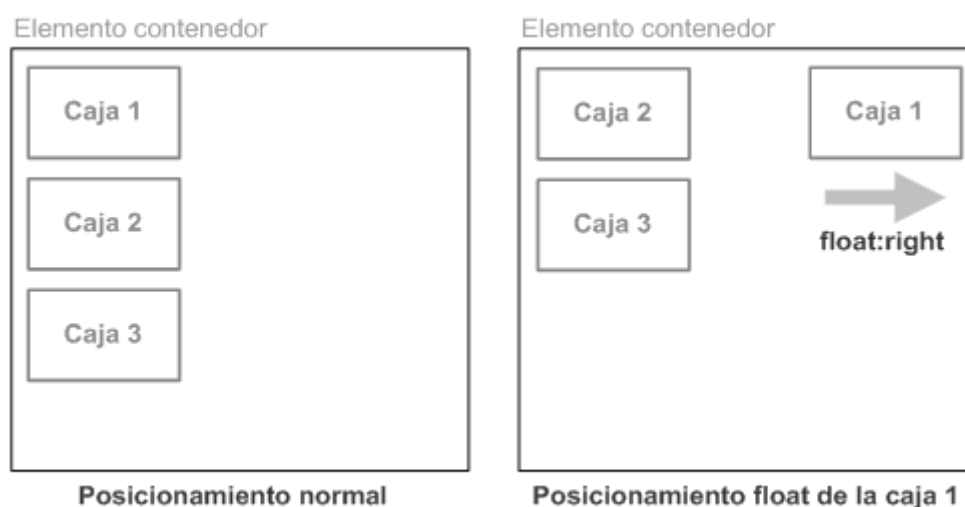 Elemento contenedor
Caja 1
Caja 2
Caja 3
Posicionamiento normal
Elemento contenedor
Caja 2
Caja 1
Caja 3
float:right
Posicionamiento float de la caja 1